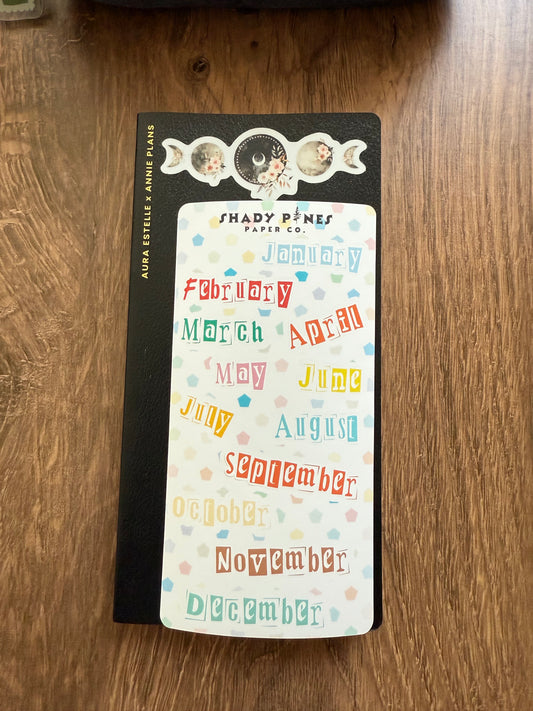 AURA ESTELLE x ANNIE PLANS
SHADY PINES
PAPER CO.
January
February
March April
May June
July August
September
October
November
December